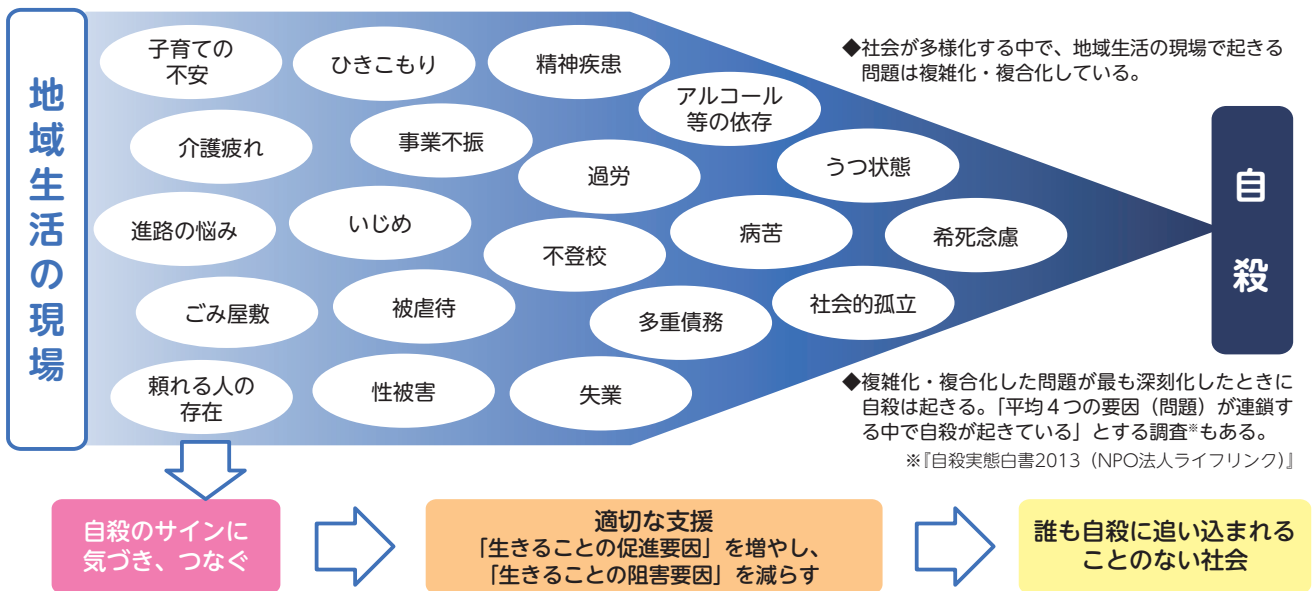 地域生活の現場
子育ての
不安
ひきこもり
精神疾患
アルコール
等の依存
介護疲れ
事業不振
過労
うつ状態
進路の悩み
いじめ
不登校
病苦
希死念慮
ごみ屋敷
被虐待
多重債務
社会的孤立
頼れる人の
存在
性被害
失業
◆社会が多様化する中で、地域生活の現場で起きる
問題は複雑化・複合化している。
自殺
◆複雑化・複合化した問題が最も深刻化したときに
自殺は起きる。「平均4つの要因（問題）が連鎖す
る中で自殺が起きている」とする調査※もある。
※『自殺実態白書2013（NPO法人ライフリンク）』
自殺のサインに
気づき、つなぐ
適切な支援
「生きることの促進要因」を増やし、
「生きることの阻害要因」を減らす
誰も自殺に追い込まれる
ことのない社会